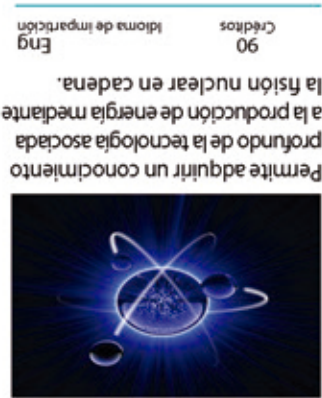 Permite adquirir un conocimiento
profundo de la tecnología asociada
a la producción de energía mediante
la fisión nuclear en cadena.
90 Eng
Créditos Idioma de impartición